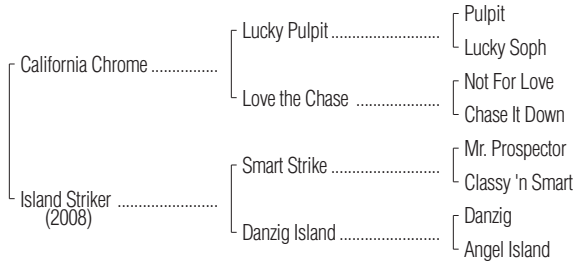 Pulpit
Lucky Pulpit ........................
Lucky Soph
California Chrome ...............
Not For Love
Love the Chase ...................
Chase It Down
Mr. Prospector
Smart Strike ........................
Classy 'n Smart
Island Striker ......................
(2008)
Danzig
Danzig Island ......................
Angel Island